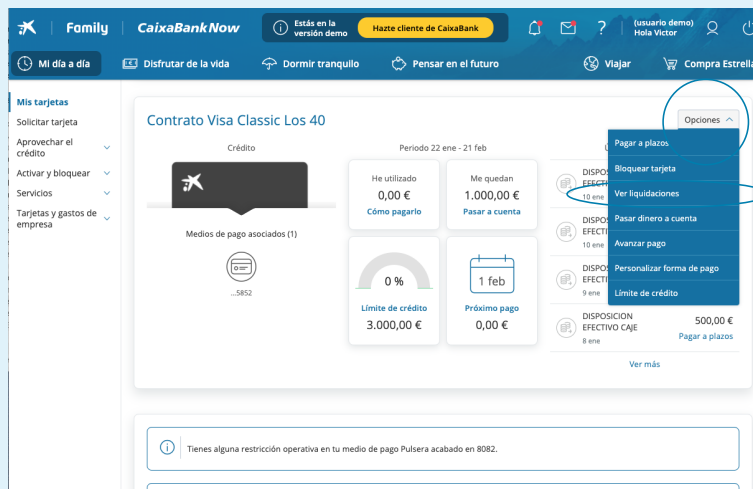 Family
CaixaBankNow
Estás en la
versión demo
Hazte cliente de CaixaBank
?
(usuario demo)
Hola Victor
Mi día a día
Disfrutar de la vida
Dormir tranquilo
Pensar en el futuro
Viajar
Compra Estrella
Mis tarjetas
Solicitar tarjeta
Aprovechar el
crédito
Activar y bloquear
Servicios
Tarjetas y gastos de
empresa
Contrato Visa Classic Los 40
Opciones
Crédito
Medios de pago asociados (1)
...5852
Periodo 22 ene - 21 feb
He utilizado
0,00 €
Cómo pagarlo
Me quedan
1.000,00 €
Pasar a cuenta
0 %
Límite de crédito
3.000,00 €
1 feb
Próximo pago
0,00 €
Pagar a plazos
Bloquear tarjeta
Ver liquidaciones
Pasar dinero a cuenta
Avanzar pago
Personalizar forma de pago
Límite de crédito
10 ene
10 ene
9 ene
DISPOSICION
EFECTIVO CAJE
8 ene
500,00 €
Pagar a plazos
Ver más
Tienes alguna restricción operativa en tu medio de pago Pulsera acabado en 8082.